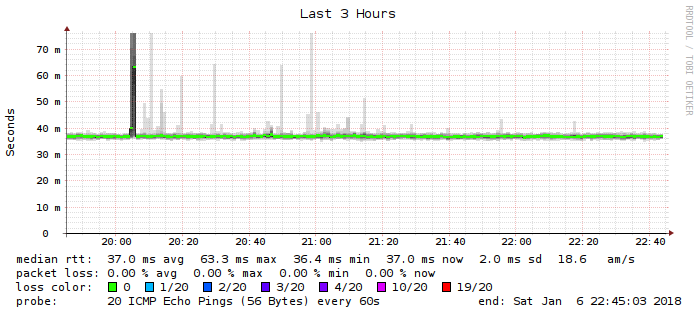 Last 3 Hours
RRDTOOL / TOBI OETIKER
Seconds
70 m
60 m
50 m
40 m
30 m
20 m
10 m
0
20:00 20:20 20:40 21:00 21:20 21:40 22:00 22:20 22:40
median rtt: 37.0 ms avg 63.3 ms max 36.4 ms min 37.0 ms now 2.0 ms sd 18.6 am/s
packet loss: 0.00 % avg 0.00 % max 0.00 % min 0.00 % now
loss color: 0 1/20 2/20 3/20 4/20 10/20 19/20
probe: 20 ICMP Echo Pings (56 Bytes) every 60s end: Sat Jan 6 22:45:03 2018